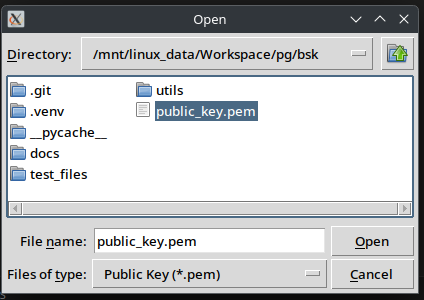 Open
Directory: /mnt/linux_data/Workspace/pg/bsk
.git utils
.venv public_key.pem
__pycache__
docs
test_files
File name: public_key.pem Open
Files of type: Public Key (*.pem) Cancel